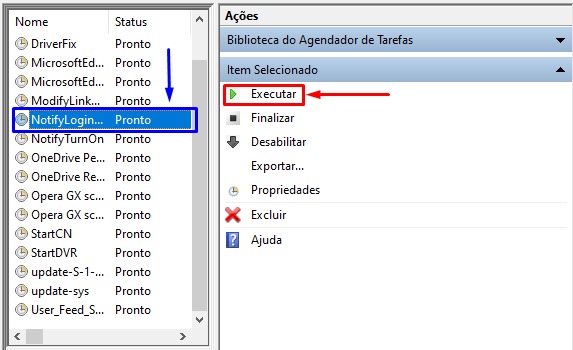 Nome Status
DriverFix Pronto
MicrosoftEd... Pronto
MicrosoftEd... Pronto
ModifyLink... Pronto
NotifyLogin... Pronto
NotifyTurnOn Pronto
OneDrive Pe... Pronto
OneDrive Re... Pronto
Opera GX sc... Pronto
Opera GX sc... Pronto
StartCN Pronto
StartDVR Pronto
update-S-1-... Pronto
update-sys Pronto
User_Feed_S... Pronto
Ações
Biblioteca do Agendador de Tarefas
Item Selecionado
Executar
Finalizar
Desabilitar
Exportar...
Propriedades
Excluir
Ajuda